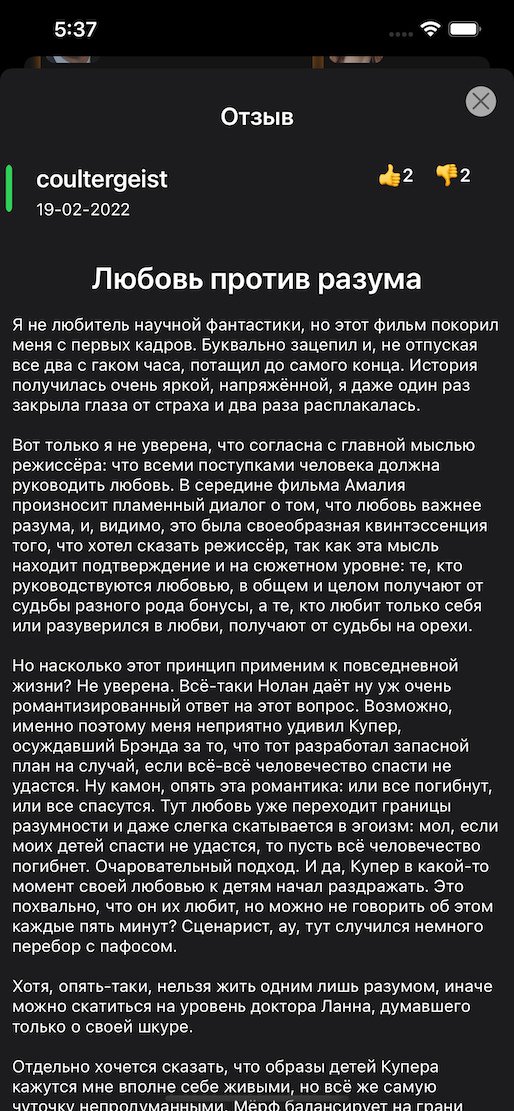 5:37
Отзыв
coultergeist
👍2 👎2
19-02-2022
Любовь против разума
Я не любитель научной фантастики, но этот фильм покорил
меня с первых кадров. Буквально зацепил и, не отпуская
все два с гаком часа, потащил до самого конца. История
получилась очень яркой, напряжённой, я даже один раз
закрыла глаза от страха и два раза расплакалась.
Вот только я не уверена, что согласна с главной мыслью
режиссёра: что всеми поступками человека должна
руководить любовь. В середине фильма Амалия
произносит пламенный диалог о том, что любовь важнее
разума, и, видимо, это была своеобразная квинтэссенция
того, что хотел сказать режиссёр, так как эта мысль
находит подтверждение и на сюжетном уровне: те, кто
руководствуются любовью, в общем и целом получают от
судьбы разного рода бонусы, а те, кто любит только себя
или разуверился в любви, получают от судьбы на орехи.
Но насколько этот принцип применим к повседневной
жизни? Не уверена. Всё-таки Нолан даёт ну уж очень
романтизированный ответ на этот вопрос. Возможно,
именно поэтому меня неприятно удивил Купер,
осуждавший Брэнда за то, что тот разработал запасной
план на случай, если всё-всё человечество спасти не
удастся. Ну камон, опять эта романтика: или все погибнут,
или все спасутся. Тут любовь уже переходит границы
разумности и даже слегка скатывается в эгоизм: мол, если
моих детей спасти не удастся, то пусть всё человечество
погибнет. Очаровательный подход. И да, Купер в какой-то
момент своей любовью к детям начал раздражать. Это
похвально, что он их любит, но можно не говорить об этом
каждые пять минут? Сценарист, ау, тут случился немного
перебор с пафосом.
Хотя, опять-таки, нельзя жить одним лишь разумом, иначе
можно скатиться на уровень доктора Ланна, думавшего
только о своей шкуре.
Отдельно хочется сказать, что образы детей Купера
кажутся мне вполне себе живыми, но всё же самую
чуточку непродуманными. Мёрф балансирует на грани